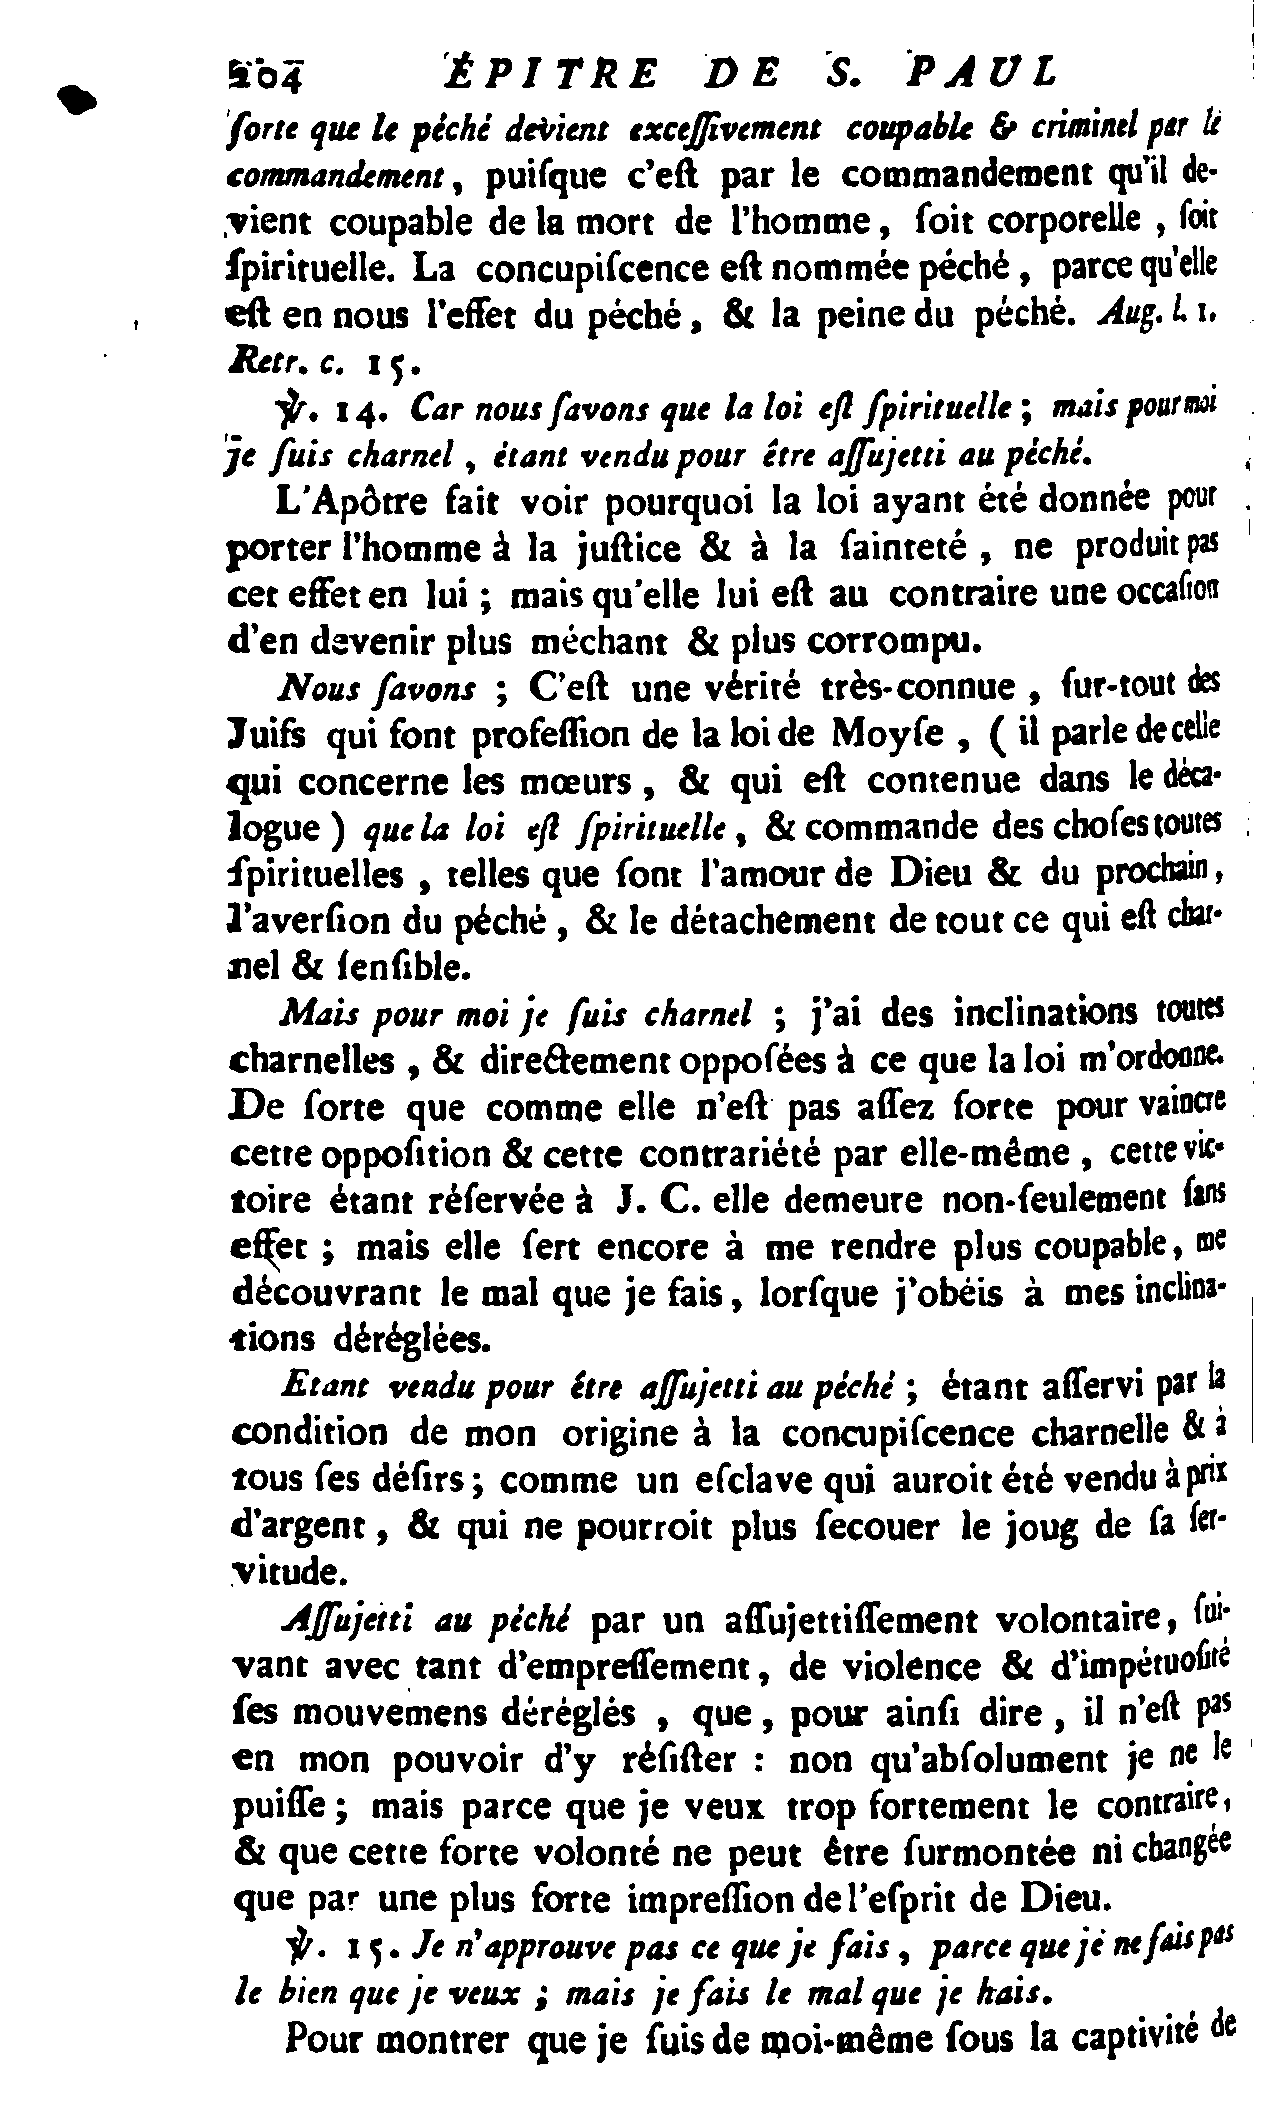 204 ÉPITRE DE S. PAUL
ſorte que le péché devient exceſſivement coupable & criminel par le
commandement, puiſque c'eſt par le commandement qu'il de-
vient coupable de la mort de l'homme, ſoit corporelle, ſoit
ſpirituelle. La concupiſcence eſt nommée péché, parce qu'elle
eſt en nous l'effet du péché, & la peine du péché. Aug. l. 1.
Retr. c. 15.
℣. 14. Car nous ſavons que la loi eſt ſpirituelle; mais pour moi
je ſuis charnel, étant vendu pour être aſſujetti au péché.
L'Apôtre fait voir pourquoi la loi ayant été donnée pour
porter l'homme à la juſtice & à la ſainteté, ne produit pas
cet effet en lui; mais qu'elle lui eſt au contraire une occaſion
d'en devenir plus méchant & plus corrompu.
Nous ſavons; C'eſt une vérité très-connue, ſur-tout des
Juifs qui font profeſſion de la loi de Moyſe, (il parle de celle
qui concerne les mœurs, & qui eſt contenue dans le déca-
logue) que la loi eſt ſpirituelle, & commande des choſes toutes
ſpirituelles, telles que ſont l'amour de Dieu & du prochain,
l'averſion du péché, & le détachement de tout ce qui eſt char-
nel & ſenſible.
Mais pour moi je ſuis charnel; j'ai des inclinations toutes
charnelles, & directement oppoſées à ce que la loi m'ordonne.
De ſorte que comme elle n'eſt pas aſſez forte pour vaincre
cette oppoſition & cette contrariété par elle-même, cette vic-
toire étant réſervée à J. C. elle demeure non-ſeulement ſans
effet; mais elle ſert encore à me rendre plus coupable, me
découvrant le mal que je fais, lorſque j'obéis à mes inclina-
tions déréglées.
Etant vendu pour être aſſujetti au péché; étant aſſervi par la
condition de mon origine à la concupiſcence charnelle & à
tous ſes déſirs; comme un eſclave qui auroit été vendu à prix
d'argent, & qui ne pourroit plus ſecouer le joug de ſa ſer-
vitude.
Aſſujetti au péché par un aſſujettiſſement volontaire, ſui-
vant avec tant d'empreſſement, de violence & d'impétuoſité
ſes mouvemens déréglés, que, pour ainſi dire, il n'eſt pas
en mon pouvoir d'y réſiſter : non qu'abſolument je ne le
puiſſe; mais parce que je veux trop fortement le contraire,
& que cette forte volonté ne peut être ſurmontée ni changée
que par une plus forte impreſſion de l'eſprit de Dieu.
℣. 15. Je n'approuve pas ce que je fais, parce que je ne fais pas
le bien que je veux; mais je fais le mal que je hais.
Pour montrer que je ſuis de moi-même ſous la captivité de